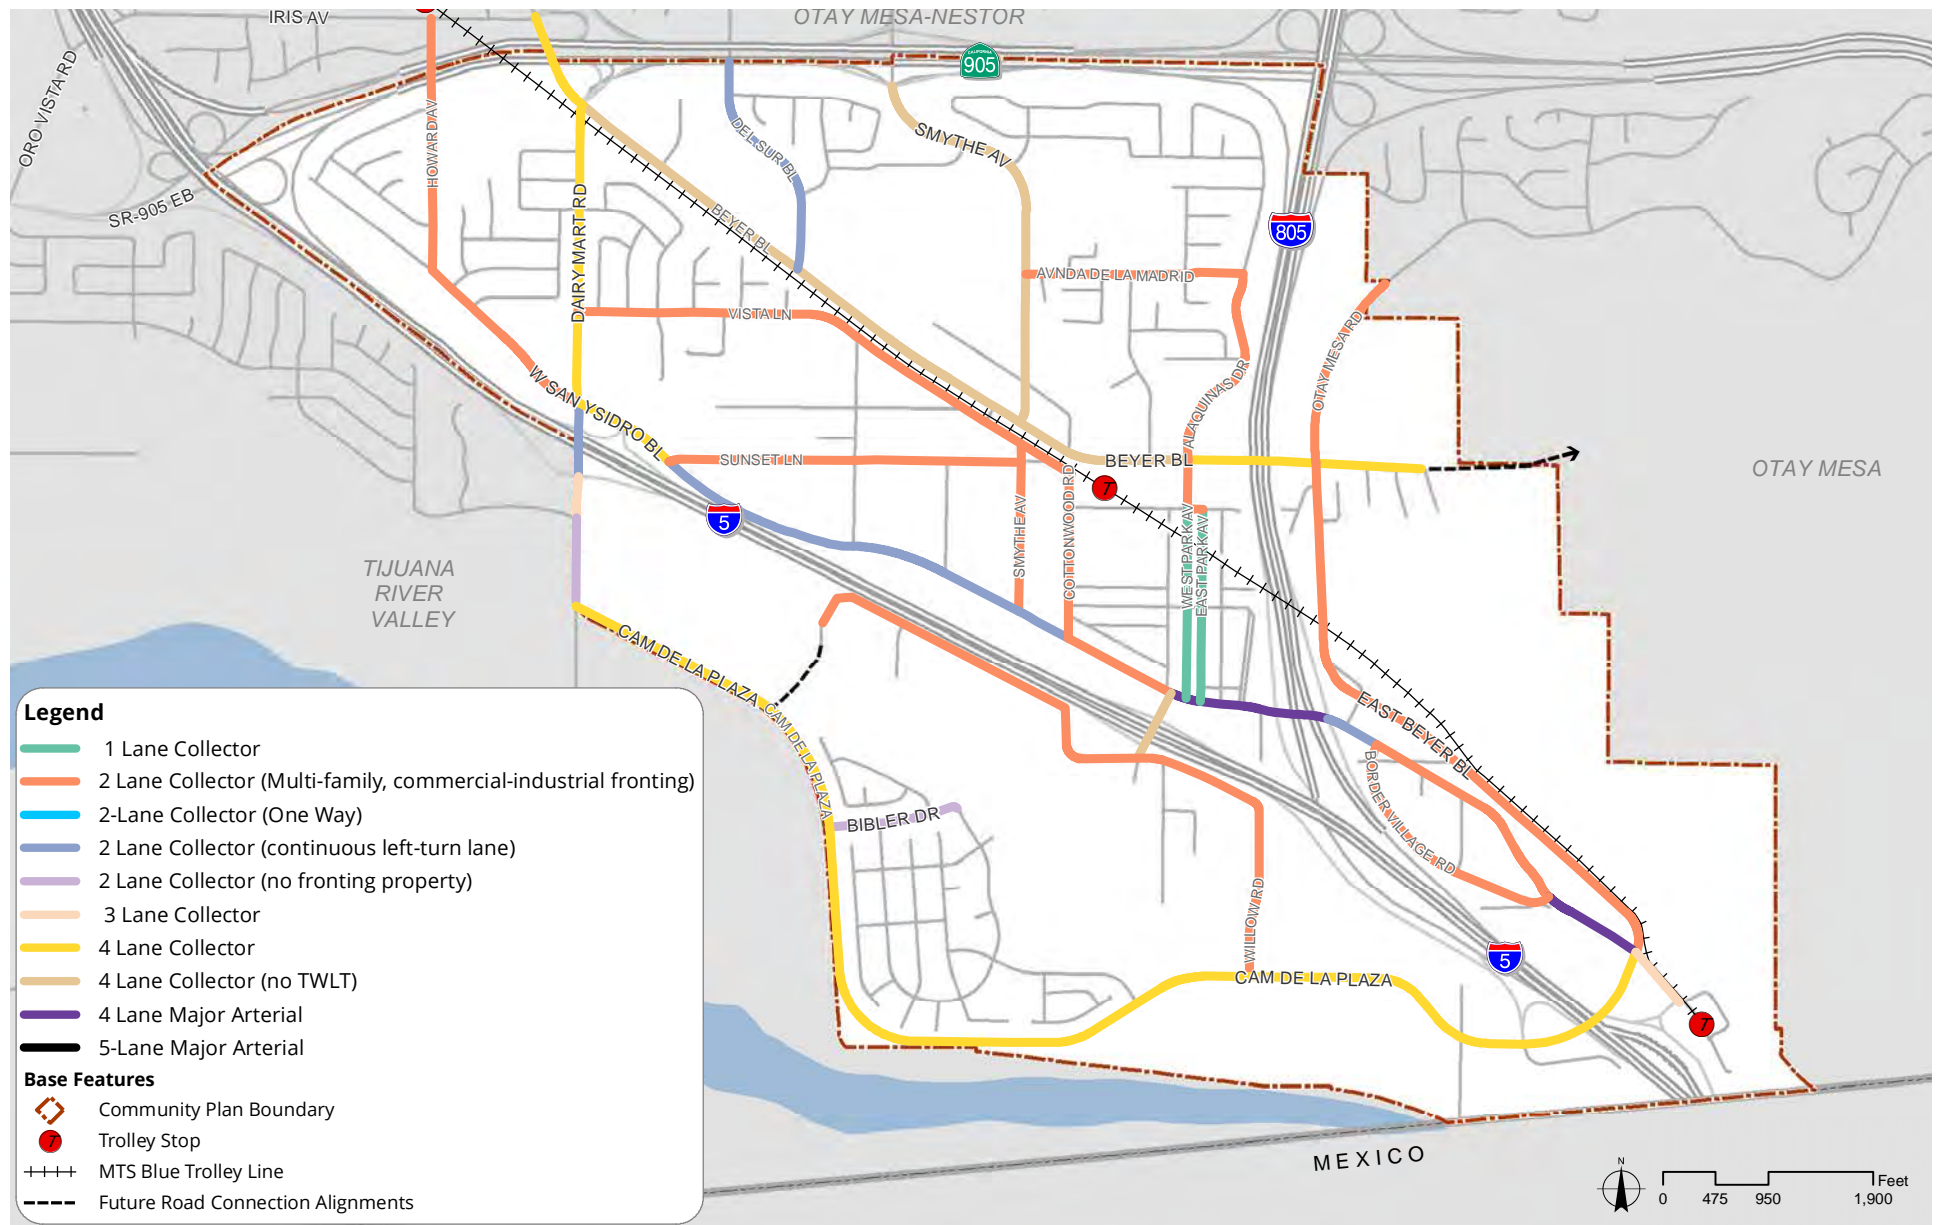 IRIS AV
OTAY MESA-NESTOR
CALIFORNIA
905
ORO VISTA RD
HOWARD AV
DEL SUR BL
SMYTHE AV
SR-905 EB
DAIRY MART RD
BEYER BL
805
AVNDA DE LA MADRID
VISTA LN
OTAY MESA RD
W SAN YSIDRO BL
ALAQUINAS DR
SUNSET LN
BEYER BL
OTAY MESA
T
5
SMYTHE AV
COTTONWOOD RD
WEST PARK AV
EAST PARK AV
TIJUANA
RIVER
VALLEY
CAM DE LA PLAZA
CAM DE LA PLAZA
EAST BEYER BL
BORDER VILLAGE RD
BIBLER DR
WILLOW RD
CAM DE LA PLAZA
5
T
MEXICO
Legend
1 Lane Collector
2 Lane Collector (Multi-family, commercial-industrial fronting)
2-Lane Collector (One Way)
2 Lane Collector (continuous left-turn lane)
2 Lane Collector (no fronting property)
3 Lane Collector
4 Lane Collector
4 Lane Collector (no TWLT)
4 Lane Major Arterial
5-Lane Major Arterial
Base Features
Community Plan Boundary
T
Trolley Stop
MTS Blue Trolley Line
Future Road Connection Alignments
N
Feet
0 475 950 1,900